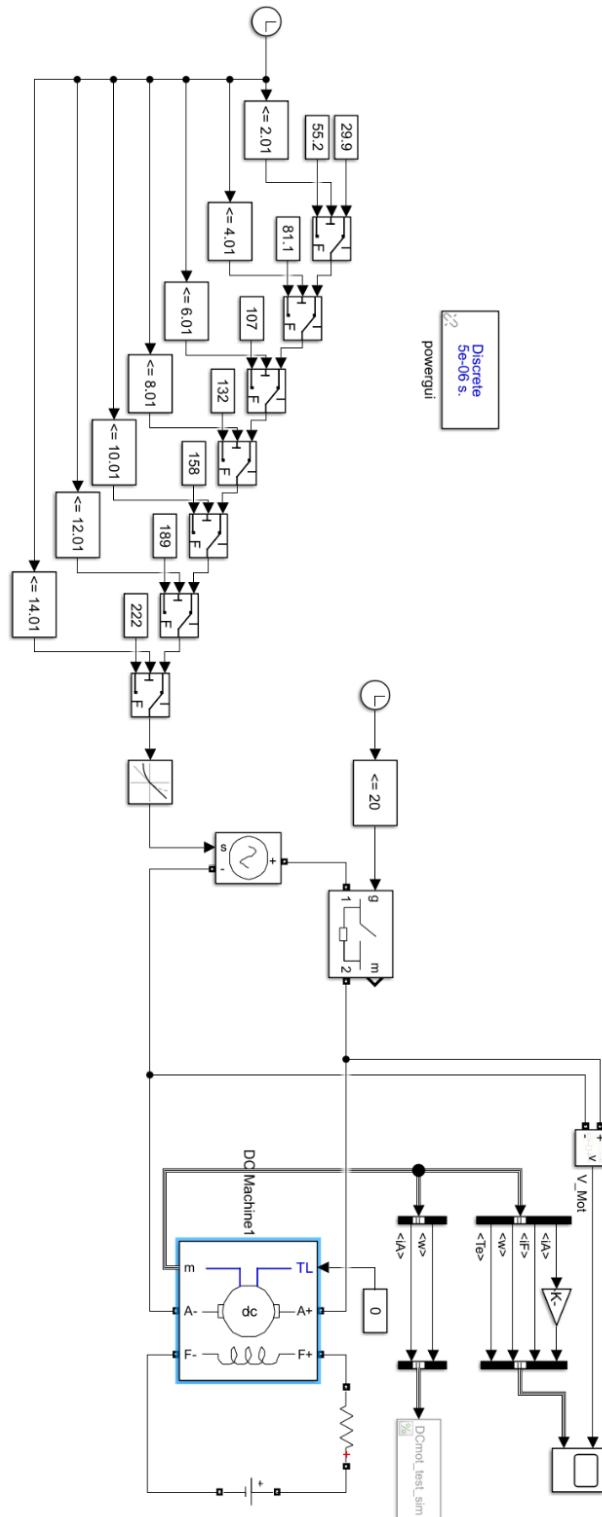 +
-
v
V_Mot
Discrete
5e-06 s.
powergui
<iA>
<iF>
<w>
<Te>
-K-
<w>
<iA>
DCmot_test_sim
<= 20
g
m
1
2
29.9
55.2
<= 2.01
T
F
81.1
<= 4.01
T
F
107
<= 6.01
T
F
132
<= 8.01
T
F
158
<= 10.01
T
F
189
<= 12.01
T
F
222
<= 14.01
T
F
s
+
-
0
TL
m
A+
dc
A-
F+
F-
DC Machine1
+
+